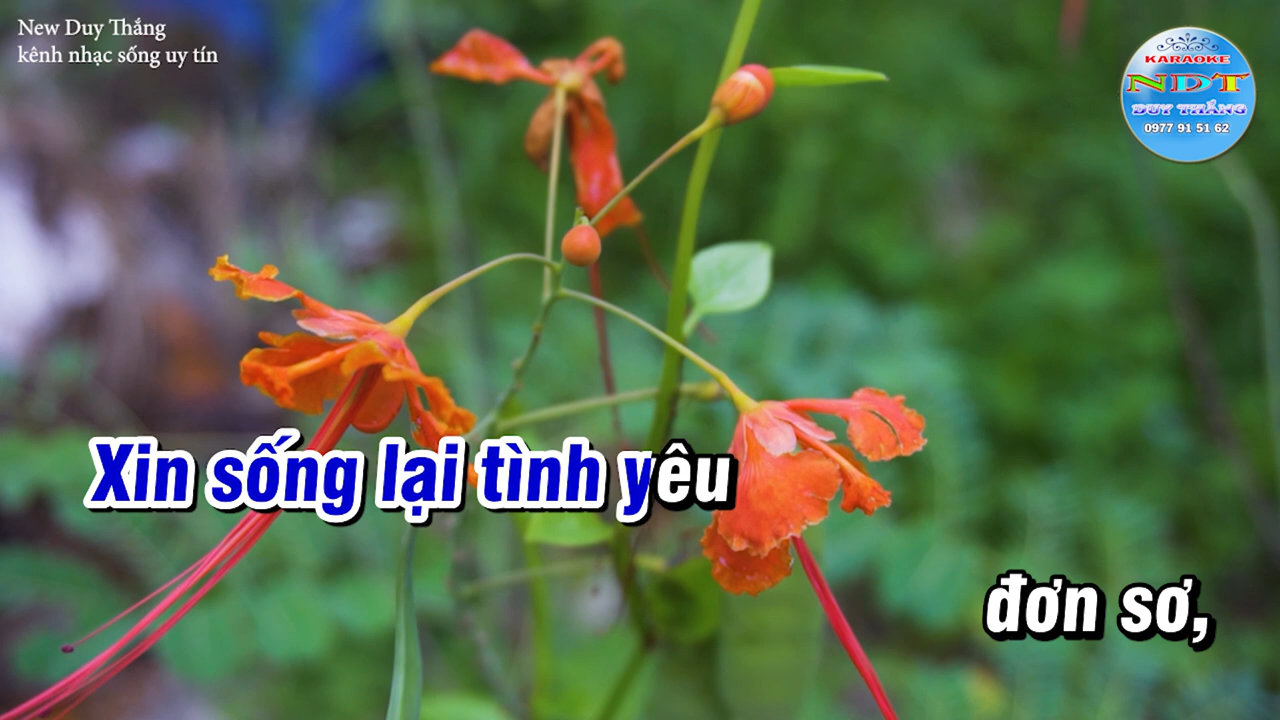 New Duy Thắng
kênh nhạc sống uy tín
KARAOKE
NDT
DUY THẮNG
0977 91 51 62
Xin sống lại tình yêu
đơn sơ,